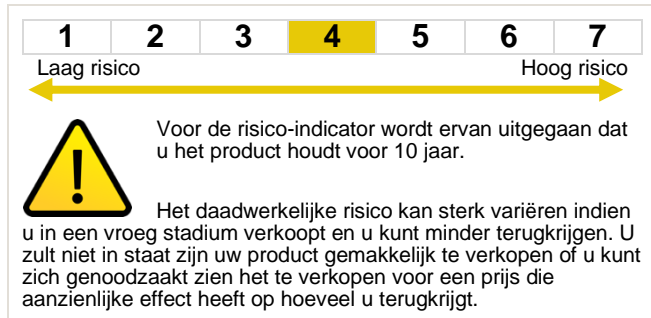 1 2 3 4 5 6 7
Laag risico Hoog risico
Voor de risico-indicator wordt ervan uitgegaan dat
u het product houdt voor 10 jaar.
Het daadwerkelijke risico kan sterk variëren indien
u in een vroeg stadium verkoopt en u kunt minder terugkrijgen. U
zult niet in staat zijn uw product gemakkelijk te verkopen of u kunt
zich genoodzaakt zien het te verkopen voor een prijs die
aanzienlijke effect heeft op hoeveel u terugkrijgt.